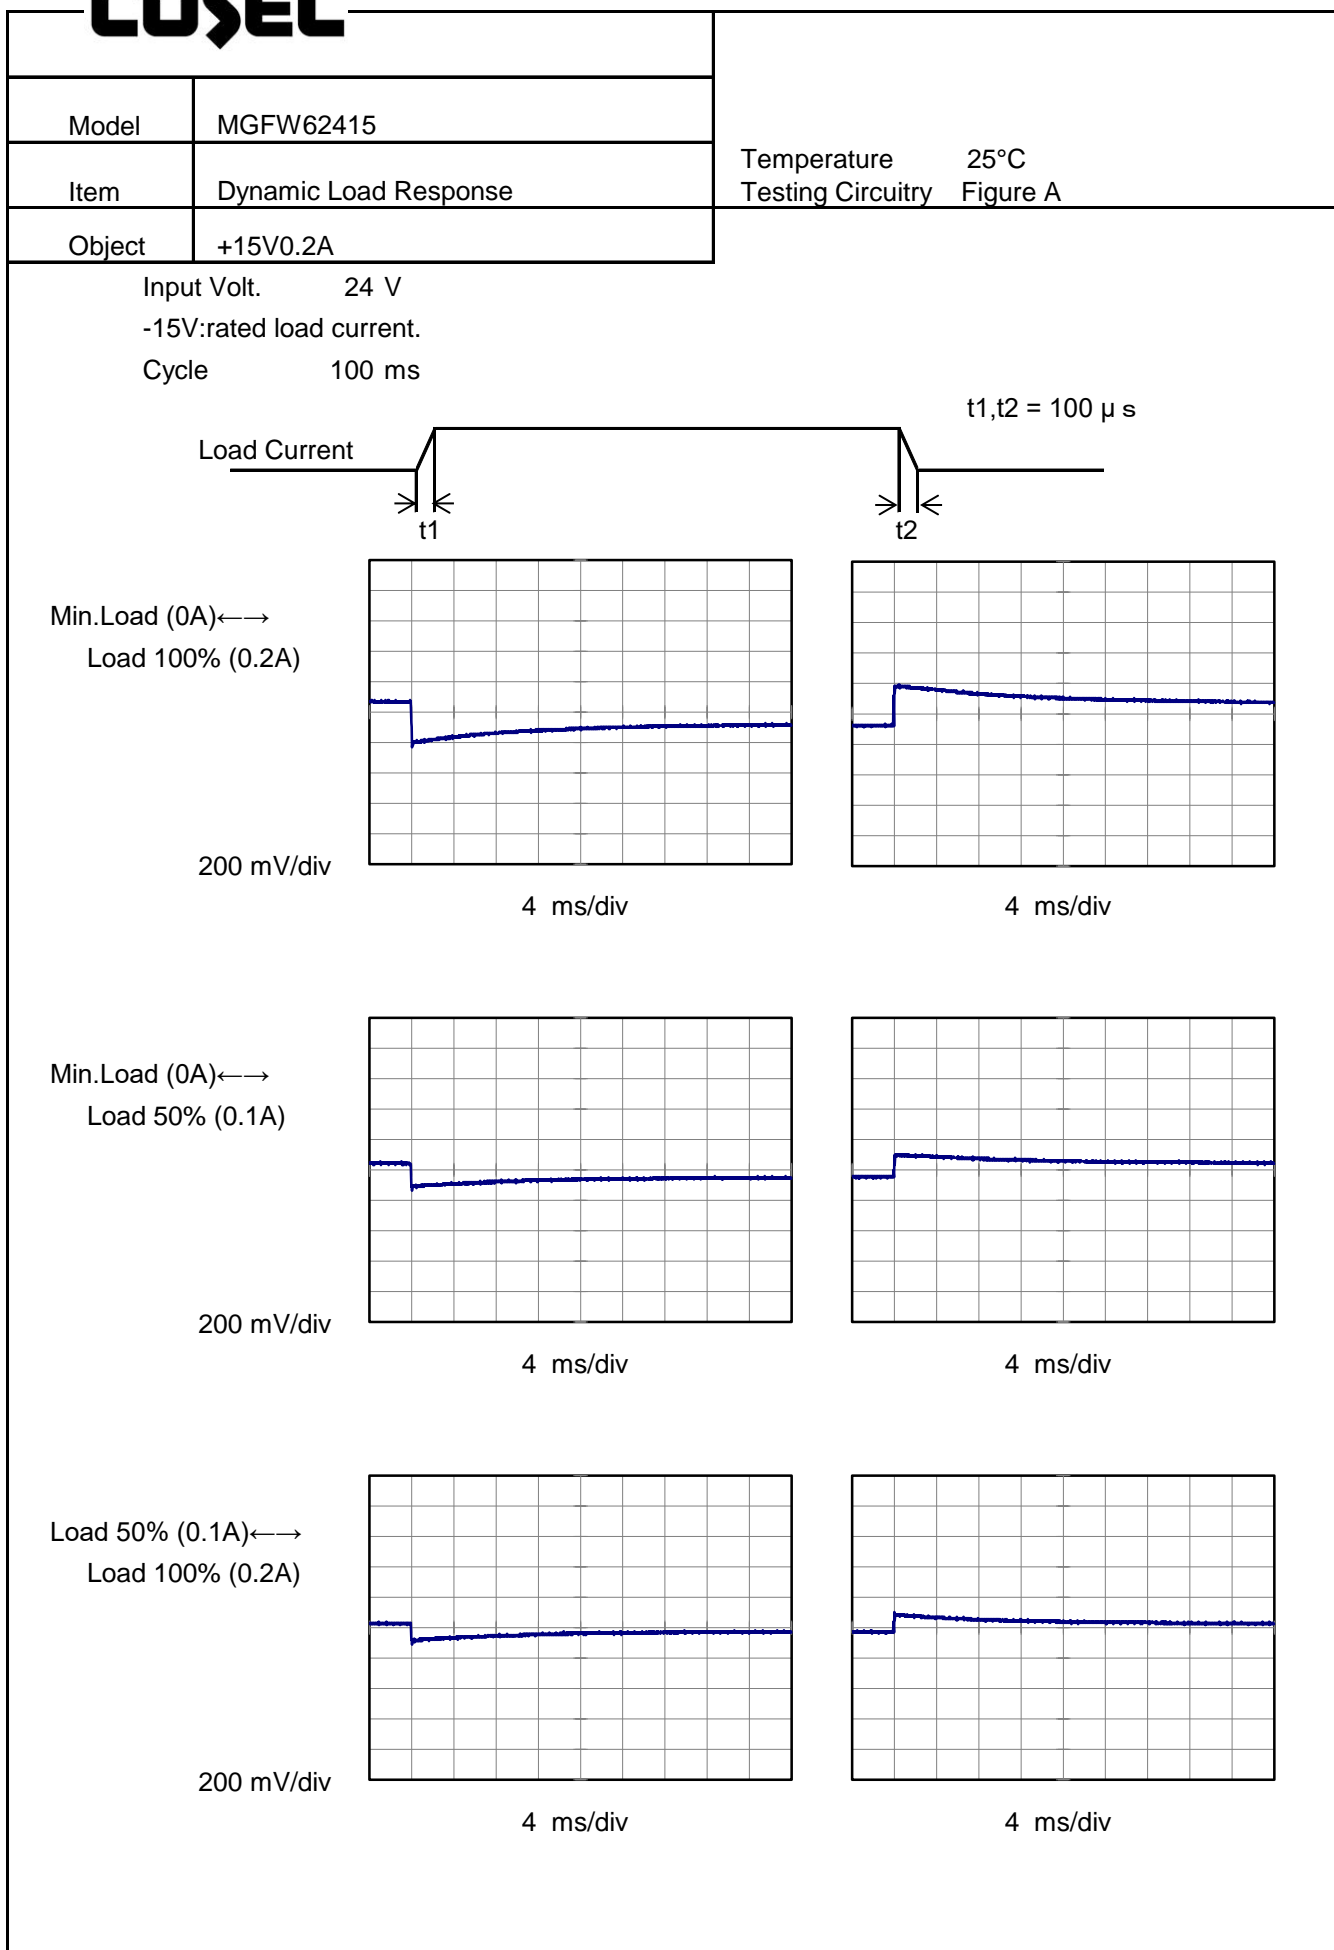 COSEL
Model MGFW62415
Temperature 25°C
Item Dynamic Load Response
Testing Circuitry Figure A
Object +15V0.2A
Input Volt. 24 V
-15V:rated load current.
Cycle 100 ms
t1,t2 = 100 μs
Load Current
t1 t2
Min.Load (0A)←→
Load 100% (0.2A)
200 mV/div
4 ms/div 4 ms/div
Min.Load (0A)←→
Load 50% (0.1A)
200 mV/div
4 ms/div 4 ms/div
Load 50% (0.1A)←→
Load 100% (0.2A)
200 mV/div
4 ms/div 4 ms/div